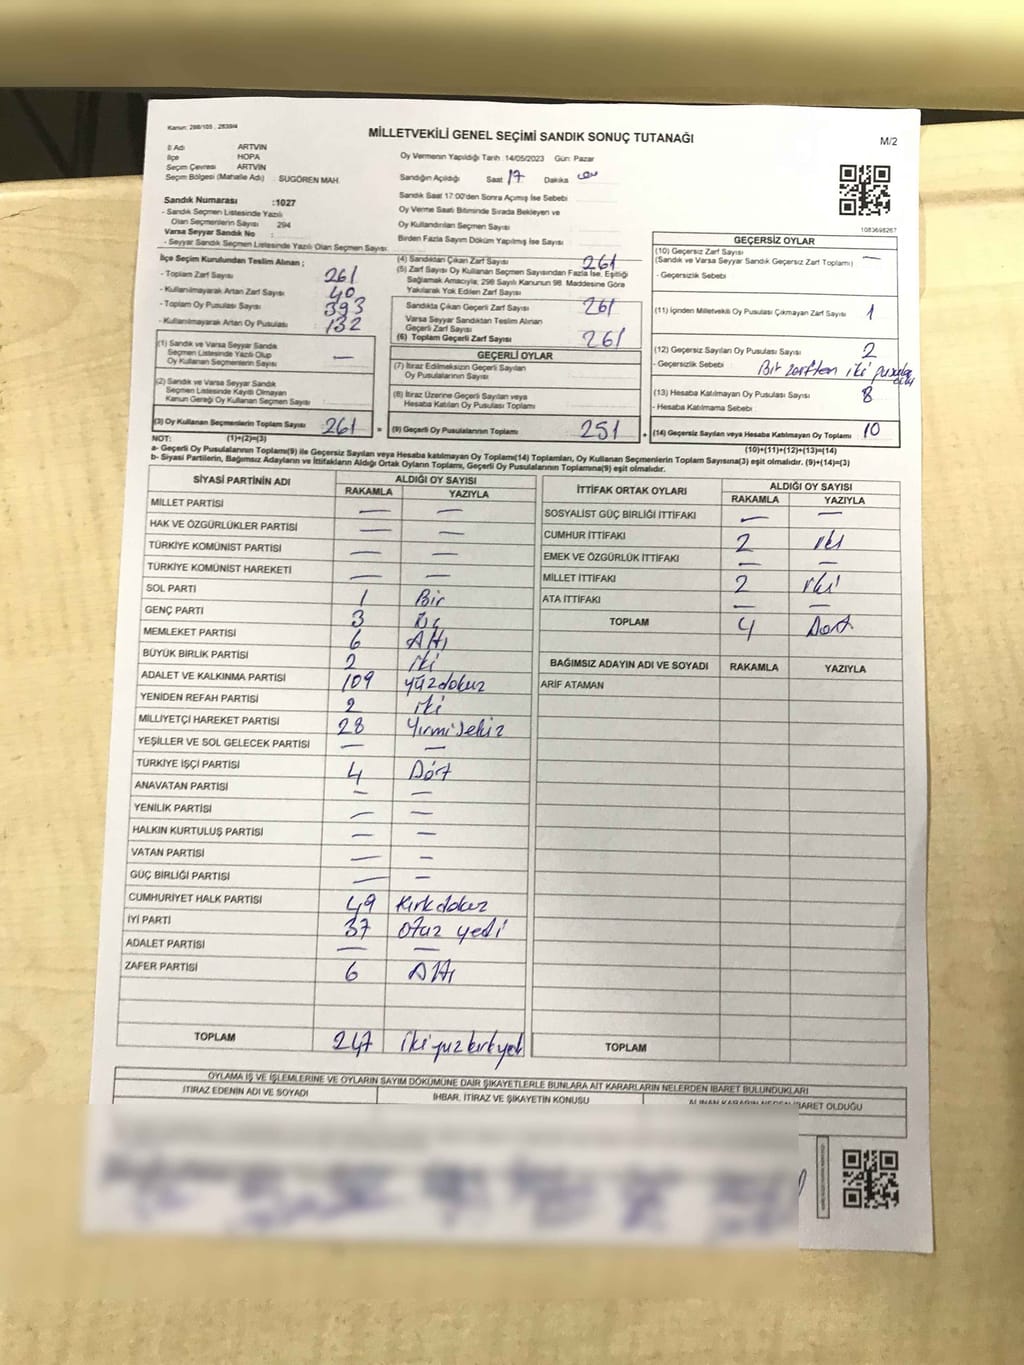 Kanun: 298/105 , 2839/4
MİLLETVEKİLİ GENEL SEÇİMİ SANDIK SONUÇ TUTANAĞI
M/2
İl Adı ARTVİN
İlçe HOPA
Seçim Çevresi ARTVİN
Seçim Bölgesi (Mahalle Adı) : SUGÖREN MAH.
Oy Vermenin Yapıldığı Tarih :14/05/2023 Gün: Pazar
Sandığın Açıldığı Saat 17 Dakika
Sandık Saat 17:00'den Sonra Açılmış İse Sebebi
Oy Verme Saati Bitiminde Sırada Bekleyen ve
Oy Kullandırılan Seçmen Sayısı
Birden Fazla Sayım Döküm Yapılmış İse Sayısı
1083698267
Sandık Numarası :1027
- Sandık Seçmen Listesinde Yazılı
Olan Seçmenlerin Sayısı 294
Varsa Seyyar Sandık No :
- Seyyar Sandık Seçmen Listesinde Yazılı Olan Seçmen Sayısı:
İlçe Seçim Kurulundan Teslim Alınan ;
- Toplam Zarf Sayısı 261
- Kullanılmayarak Artan Zarf Sayısı 40
- Toplam Oy Pusulası Sayısı 393
- Kullanılmayarak Artan Oy Pusulası 132
(1) Sandık ve Varsa Seyyar Sandık
Seçmen Listesinde Yazılı Olup
Oy Kullanan Seçmenlerin Sayısı —
(2) Sandık ve Varsa Seyyar Sandık
Seçmen Listesinde Kayıtlı Olmayan
Kanun Gereği Oy Kullanan Seçmen Sayısı :
(3) Oy Kullanan Seçmenlerin Toplam Sayısı 261
(4) Sandıktan Çıkan Zarf Sayısı 261
(5) Zarf Sayısı Oy Kullanan Seçmen Sayısından Fazla İse, Eşitliği
Sağlamak Amacıyla; 298 Sayılı Kanunun 98. Maddesine Göre
Yakılarak Yok Edilen Zarf Sayısı
Sandıkta Çıkan Geçerli Zarf Sayısı 261
Varsa Seyyar Sandıktan Teslim Alınan
Geçerli Zarf Sayısı
(6) Toplam Geçerli Zarf Sayısı 261
GEÇERLİ OYLAR
(7) İtiraz Edilmeksizin Geçerli Sayılan
Oy Pusulalarının Sayısı
(8) İtiraz Üzerine Geçerli Sayılan veya
Hesaba Katılan Oy Pusulası Toplamı
= (9) Geçerli Oy Pusulalarının Toplamı 251
GEÇERSİZ OYLAR
(10) Geçersiz Zarf Sayısı
(Sandık ve Varsa Seyyar Sandık Geçersiz Zarf Toplamı) —
- Geçersizlik Sebebi
(11) İçinden Milletvekili Oy Pusulası Çıkmayan Zarf Sayısı 1
(12) Geçersiz Sayılan Oy Pusulası Sayısı 2
- Geçersizlik Sebebi Bir zarftan iki pusula
(13) Hesaba Katılmayan Oy Pusulası Sayısı 8
- Hesaba Katılmama Sebebi
+ (14) Geçersiz Sayılan veya Hesaba Katılmayan Oy Toplamı 10
NOT: (1)+(2)=(3) (10)+(11)+(12)+(13)=(14)
a- Geçerli Oy Pusulalarının Toplamı(9) ile Geçersiz Sayılan veya Hesaba katılmayan Oy Toplamı(14) Toplamları, Oy Kullanan Seçmenlerin Toplam Sayısına(3) eşit olmalıdır. (9)+(14)=(3)
b- Siyasi Partilerin, Bağımsız Adayların ve İttifakların Aldığı Ortak Oyların Toplamı, Geçerli Oy Pusulalarının Toplamına(9) eşit olmalıdır.
SİYASİ PARTİNİN ADI ALDIĞI OY SAYISI
RAKAMLA YAZIYLA
MİLLET PARTİSİ — —
HAK VE ÖZGÜRLÜKLER PARTİSİ — —
TÜRKİYE KOMÜNİST PARTİSİ — —
TÜRKİYE KOMÜNİST HAREKETİ — —
SOL PARTİ 1 Bir
GENÇ PARTİ 3 Üç
MEMLEKET PARTİSİ 6 Altı
BÜYÜK BİRLİK PARTİSİ 2 iki
ADALET VE KALKINMA PARTİSİ 109 yüzdokuz
YENİDEN REFAH PARTİSİ 2 iki
MİLLİYETÇİ HAREKET PARTİSİ 28 Yirmisekiz
YEŞİLLER VE SOL GELECEK PARTİSİ — —
TÜRKİYE İŞÇİ PARTİSİ 4 Dört
ANAVATAN PARTİSİ — —
YENİLİK PARTİSİ — —
HALKIN KURTULUŞ PARTİSİ — —
VATAN PARTİSİ — —
GÜÇ BİRLİĞİ PARTİSİ — —
CUMHURİYET HALK PARTİSİ 49 Kırkdokuz
İYİ PARTİ 37 Otuz yedi
ADALET PARTİSİ — —
ZAFER PARTİSİ 6 Altı
TOPLAM 247 ikiyüzkırkyedi
İTTİFAK ORTAK OYLARI ALDIĞI OY SAYISI
RAKAMLA YAZIYLA
SOSYALİST GÜÇ BİRLİĞİ İTTİFAKI — —
CUMHUR İTTİFAKI 2 iki
EMEK VE ÖZGÜRLÜK İTTİFAKI — —
MİLLET İTTİFAKI 2 iki
ATA İTTİFAKI — —
TOPLAM 4 Dört
BAĞIMSIZ ADAYIN ADI VE SOYADI RAKAMLA YAZIYLA
ARİF ATAMAN
TOPLAM
OYLAMA İŞ VE İŞLEMLERİNE VE OYLARIN SAYIM DÖKÜMÜNE DAİR ŞİKAYETLERLE BUNLARA AİT KARARLARIN NELERDEN İBARET BULUNDUKLARI
İTİRAZ EDENİN ADI VE SOYADI İHBAR, İTİRAZ VE ŞİKAYETİN KONUSU ALINAN KARARIN NEDEN İBARET OLDUĞU